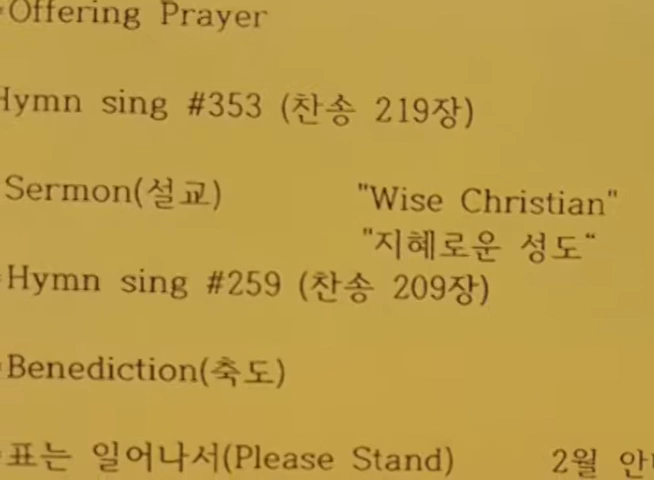 Offering Prayer
Hymn sing #353 (찬송 219장)
Sermon(설교) "Wise Christian"
"지혜로운 성도"
Hymn sing #259 (찬송 209장)
Benediction(축도)
표는 일어나서(Please Stand) 2월